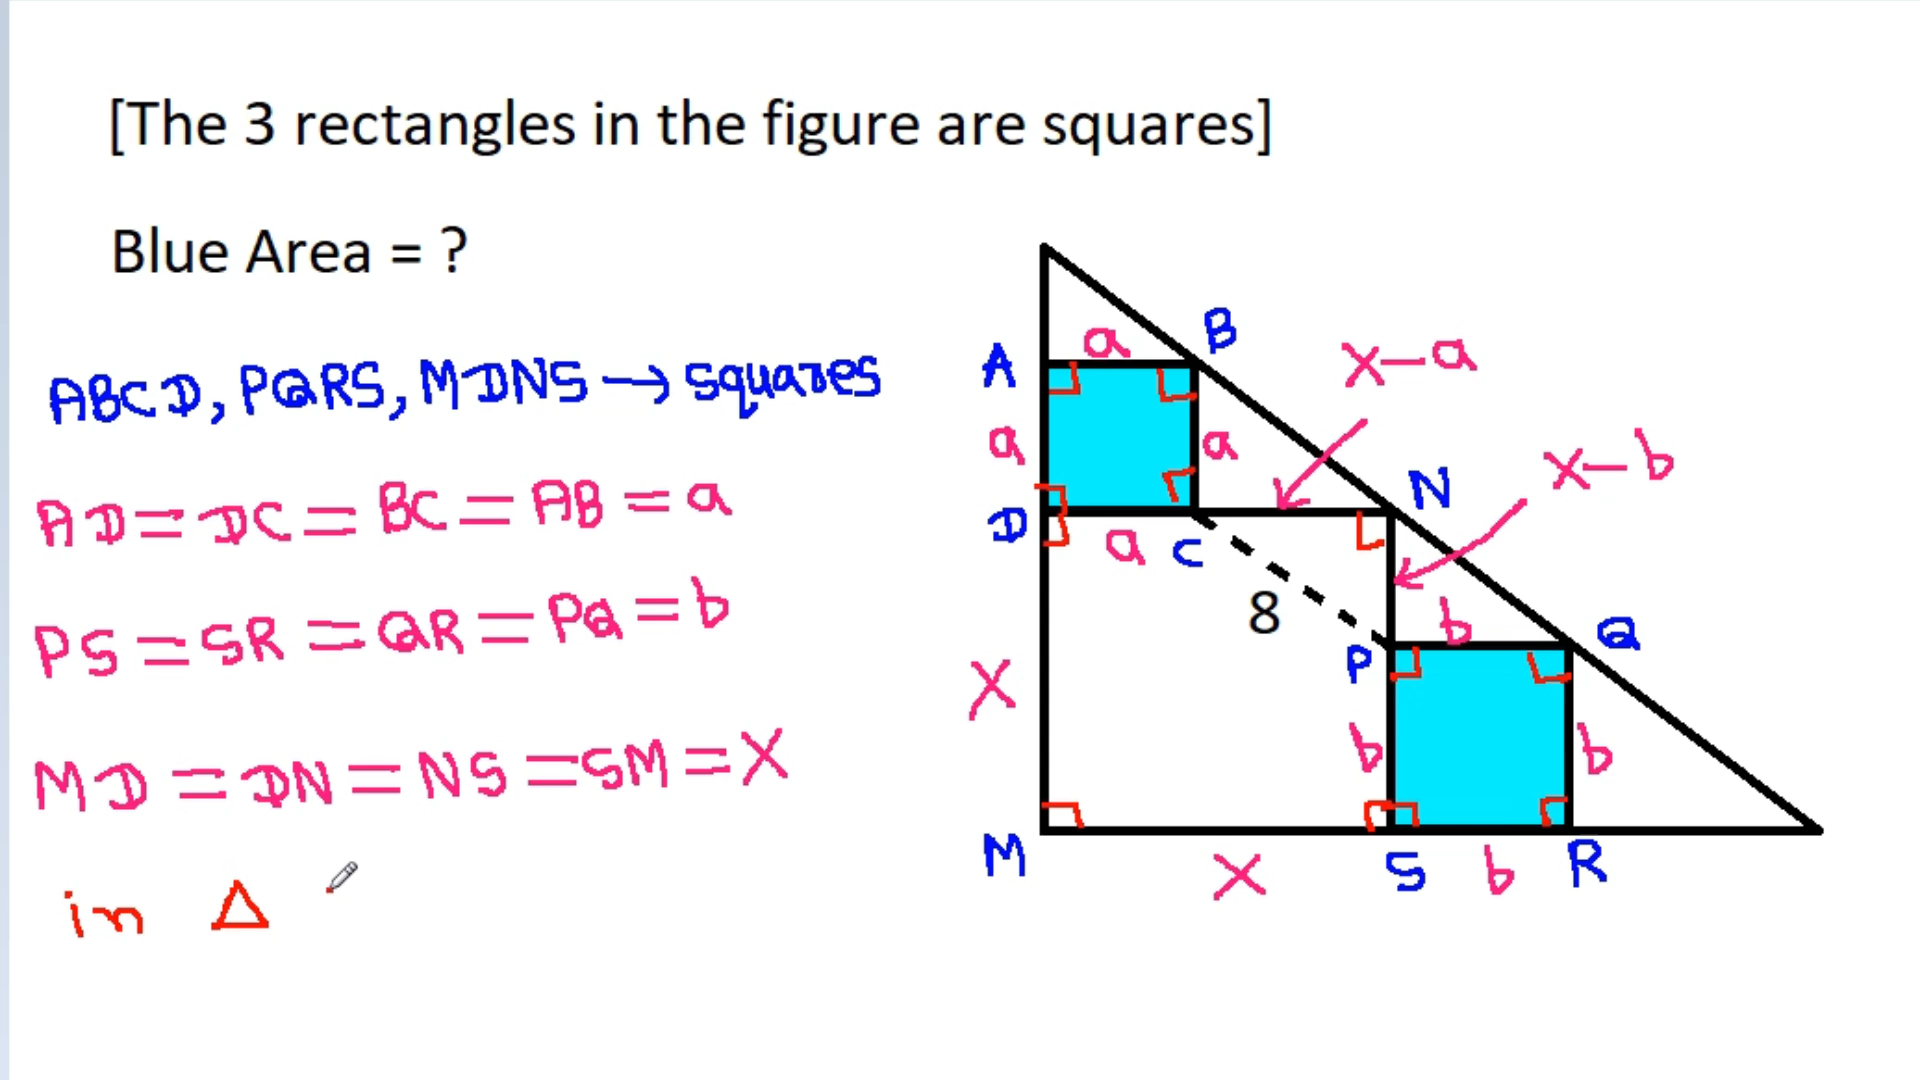 [The 3 rectangles in the figure are squares]
Blue Area = ?
ABCD, PQRS, MDNS → squares
AD = DC = BC = AB = a
PS = SR = QR = PQ = b
MD = DN = NS = SM = X
in Δ
B
A a
X-a
a a
N X-b
D a C
8
b Q
P
X
b b
M X S b R